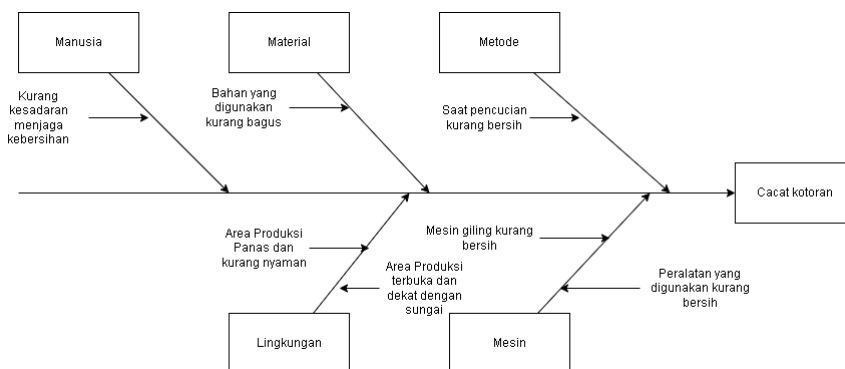 Manusia
Material
Metode
Kurang
kesadaran
menjaga
kebersihan
Bahan yang
digunakan
kurang bagus
Saat pencucian
kurang bersih
Cacat kotoran
Area Produksi
Panas dan
kurang nyaman
Mesin giling kurang
bersih
Area Produksi
terbuka dan
dekat dengan
sungai
Peralatan yang
digunakan kurang
bersih
Lingkungan
Mesin